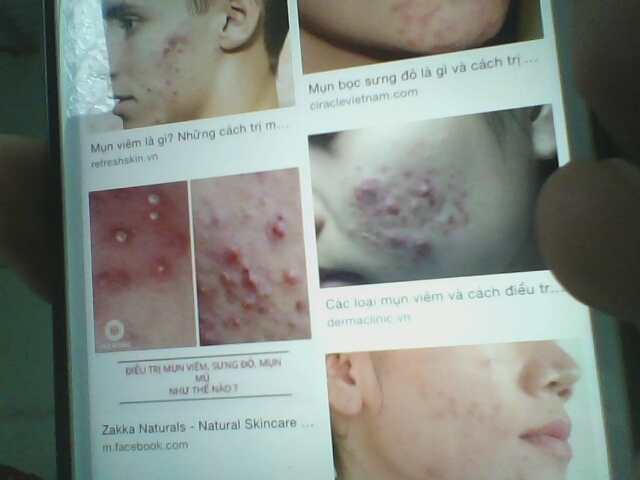 Mụn viêm là gì? Những cách trị m...
refreshskin.vn
Mụn bọc sưng đỏ là gì và cách trị ...
ciraclevietnam.com
ĐIỀU TRỊ MỤN VIÊM, SƯNG ĐỎ, MỤN
MỦ
NHƯ THẾ NÀO ?
Zakka Naturals - Natural Skincare ...
m.facebook.com
Các loại mụn viêm và cách điều tr...
dermaclinic.vn